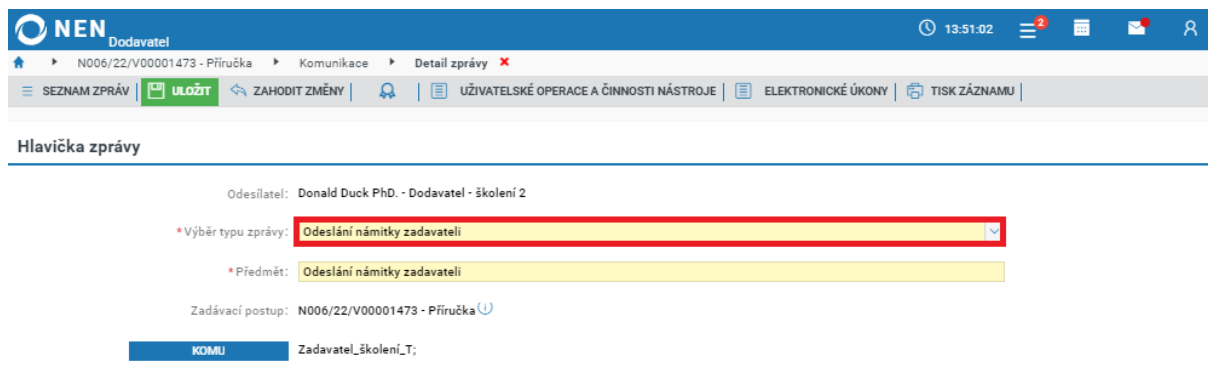 NEN Dodavatel 13:51:02 2
N006/22/V00001473 - Příručka Komunikace Detail zprávy
SEZNAM ZPRÁV ULOŽIT ZAHODIT ZMĚNY UŽIVATELSKÉ OPERACE A ČINNOSTI NÁSTROJE ELEKTRONICKÉ ÚKONY TISK ZÁZNAMU
Hlavička zprávy
Odesílatel: Donald Duck PhD. - Dodavatel - školení 2
* Výběr typu zprávy: Odeslání námitky zadavateli
* Předmět: Odeslání námitky zadavateli
Zadávací postup: N006/22/V00001473 - Příručka
KOMU Zadavatel_školení_T;